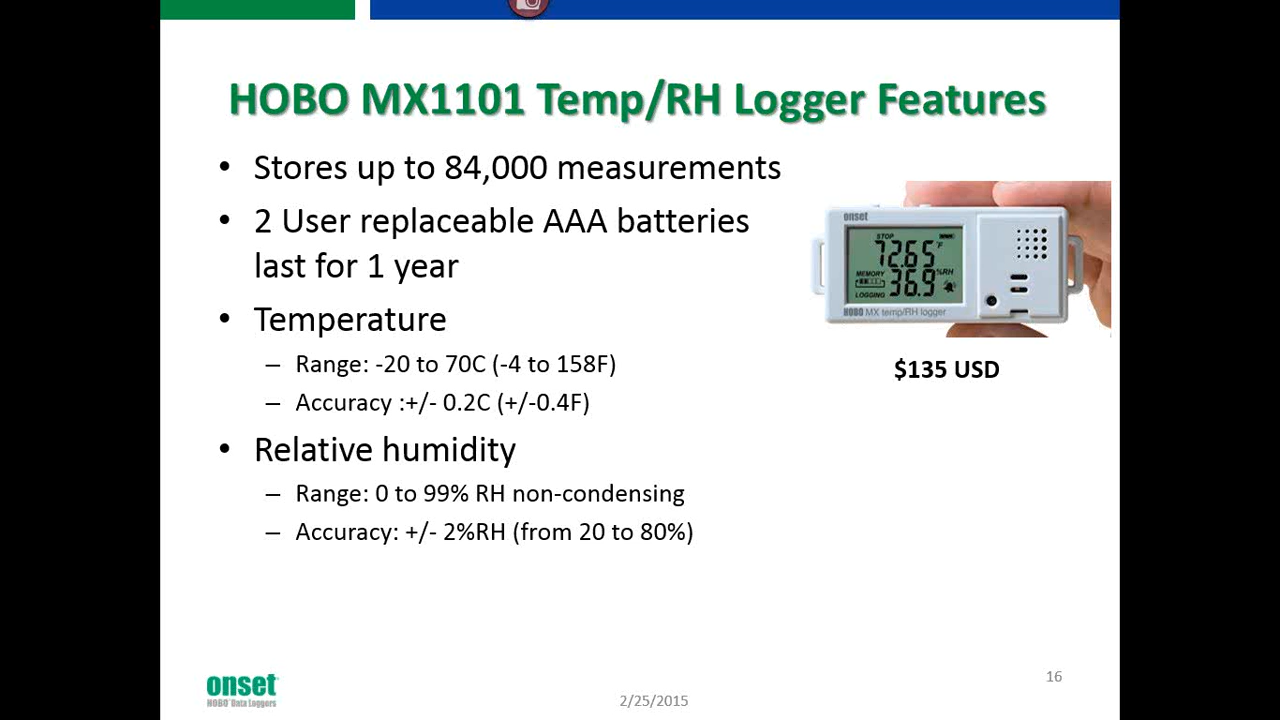 HOBO MX1101 Temp/RH Logger Features
• Stores up to 84,000 measurements
• 2 User replaceable AAA batteries
last for 1 year
• Temperature
– Range: -20 to 70C (-4 to 158F)
– Accuracy :+/- 0.2C (+/-0.4F)
• Relative humidity
– Range: 0 to 99% RH non-condensing
– Accuracy: +/- 2%RH (from 20 to 80%)
onset
STOP
72.65 °F
MEMORY
36.9 %RH
LOGGING
HOBO MX temp/RH logger
$135 USD
onset
HOBO Data Loggers
2/25/2015
16